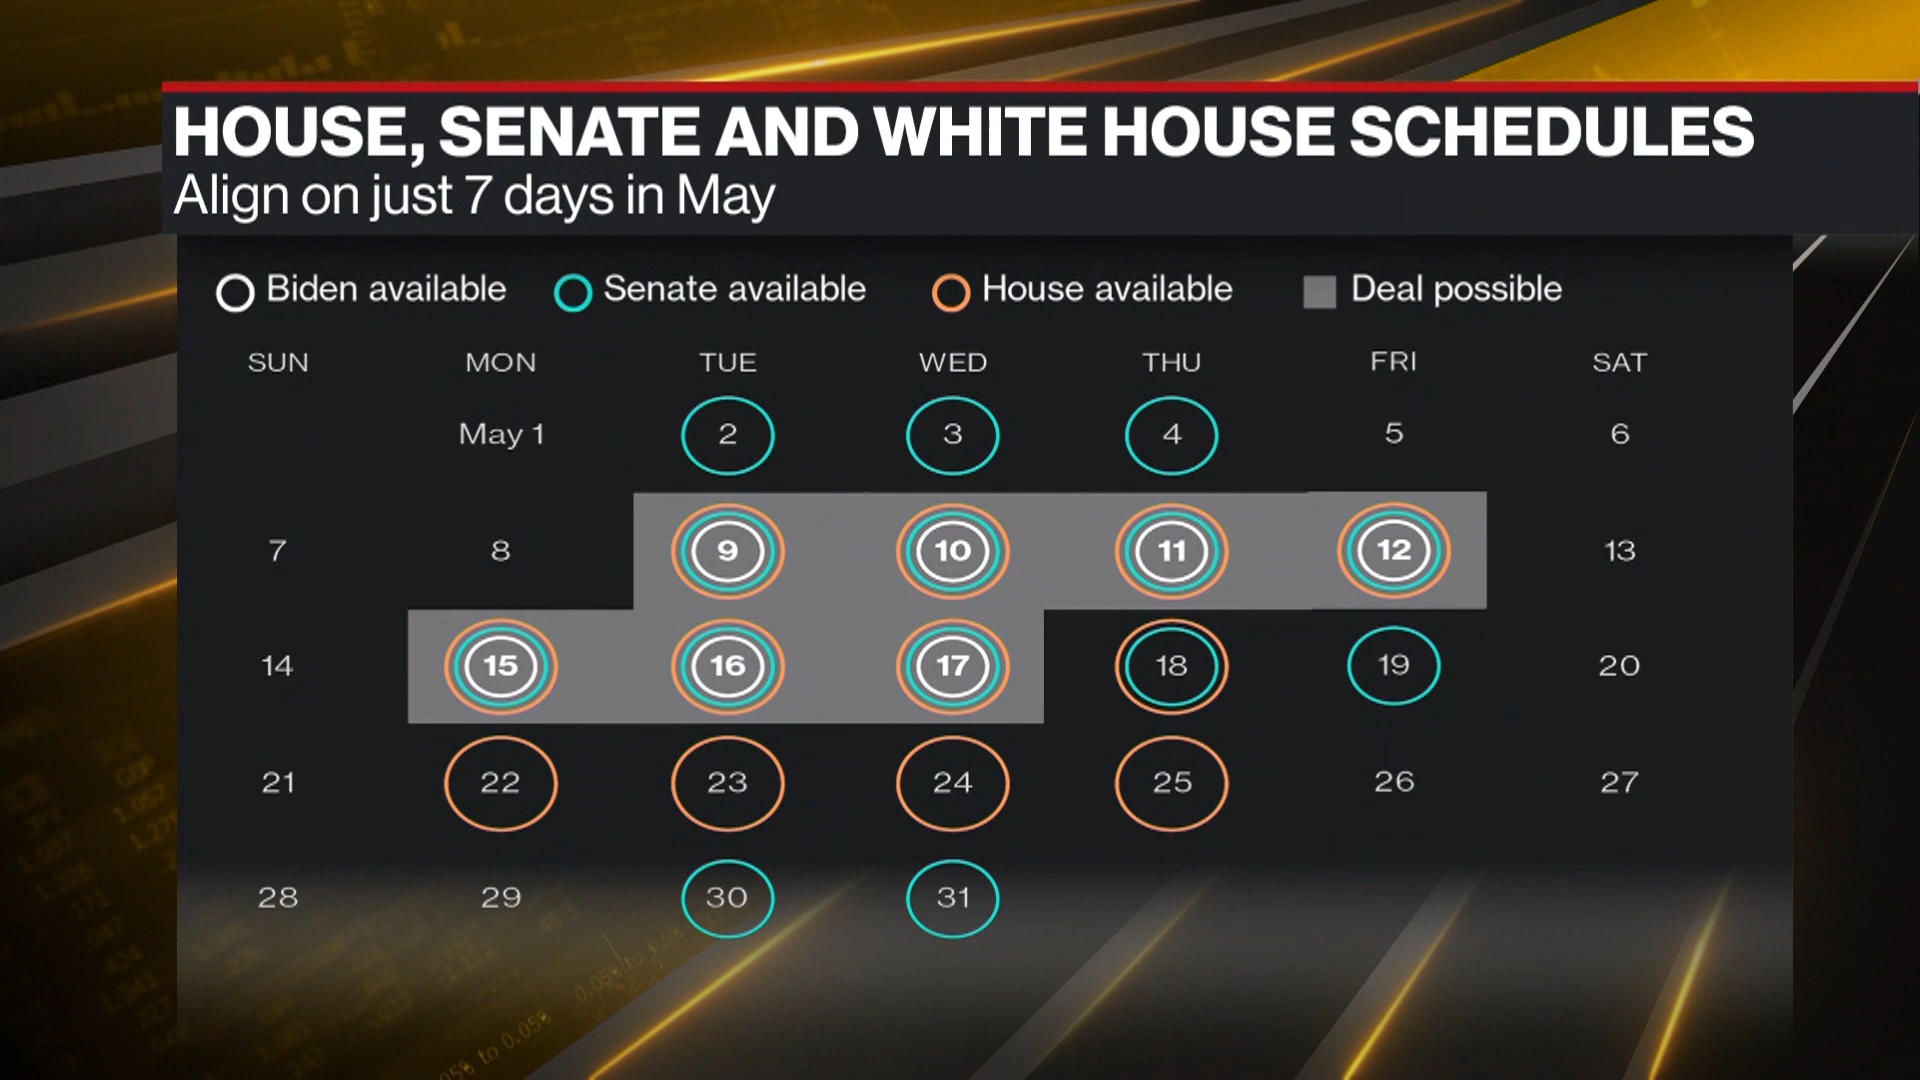 HOUSE, SENATE AND WHITE HOUSE SCHEDULES
Align on just 7 days in May
Biden available Senate available House available Deal possible
SUN MON TUE WED THU FRI SAT
May 1 2 3 4 5 6
7 8 9 10 11 12 13
14 15 16 17 18 19 20
21 22 23 24 25 26 27
28 29 30 31